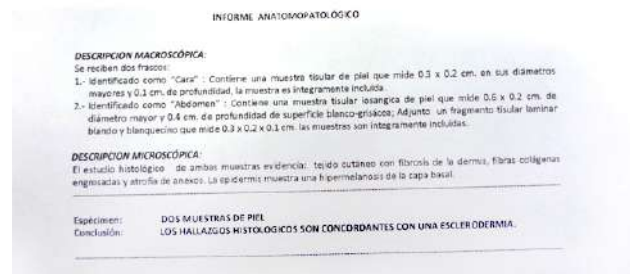 INFORME ANATOMOPATOLOGICO
DESCRIPCION MACROSCÓPICA:
Se reciben dos frascos:
1.- Identificado como "Cara" : Contiene una muestra tisular de piel que mide 0.3 x 0.2 cm. en sus diámetros
mayores y 0.1 cm. de profundidad, la muestra es íntegramente incluida.
2.- Identificado como "Abdomen" : Contiene una muestra tisular losangica de piel que mide 0.6 x 0.2 cm. de
diámetro mayor y 0.4 cm. de profundidad de superficie blanco-grisácea; Adjunto un fragmento tisular laminar
blando y blanquecino que mide 0.3 x 0.2 x 0.1 cm. las muestras son integramente incluidas.
DESCRIPCION MICROSCÓPICA:
El estudio histológico de ambas muestras evidencia: tejido cutáneo con fibrosis de la dermis, fibras colágenas
engrosadas y atrofia de anexos. La epidermis muestra una hipermelanosis de la capa basal.
Espécimen: DOS MUESTRAS DE PIEL
Conclusión: LOS HALLAZGOS HISTOLOGICOS SON CONCORDANTES CON UNA ESCLERODERMIA.